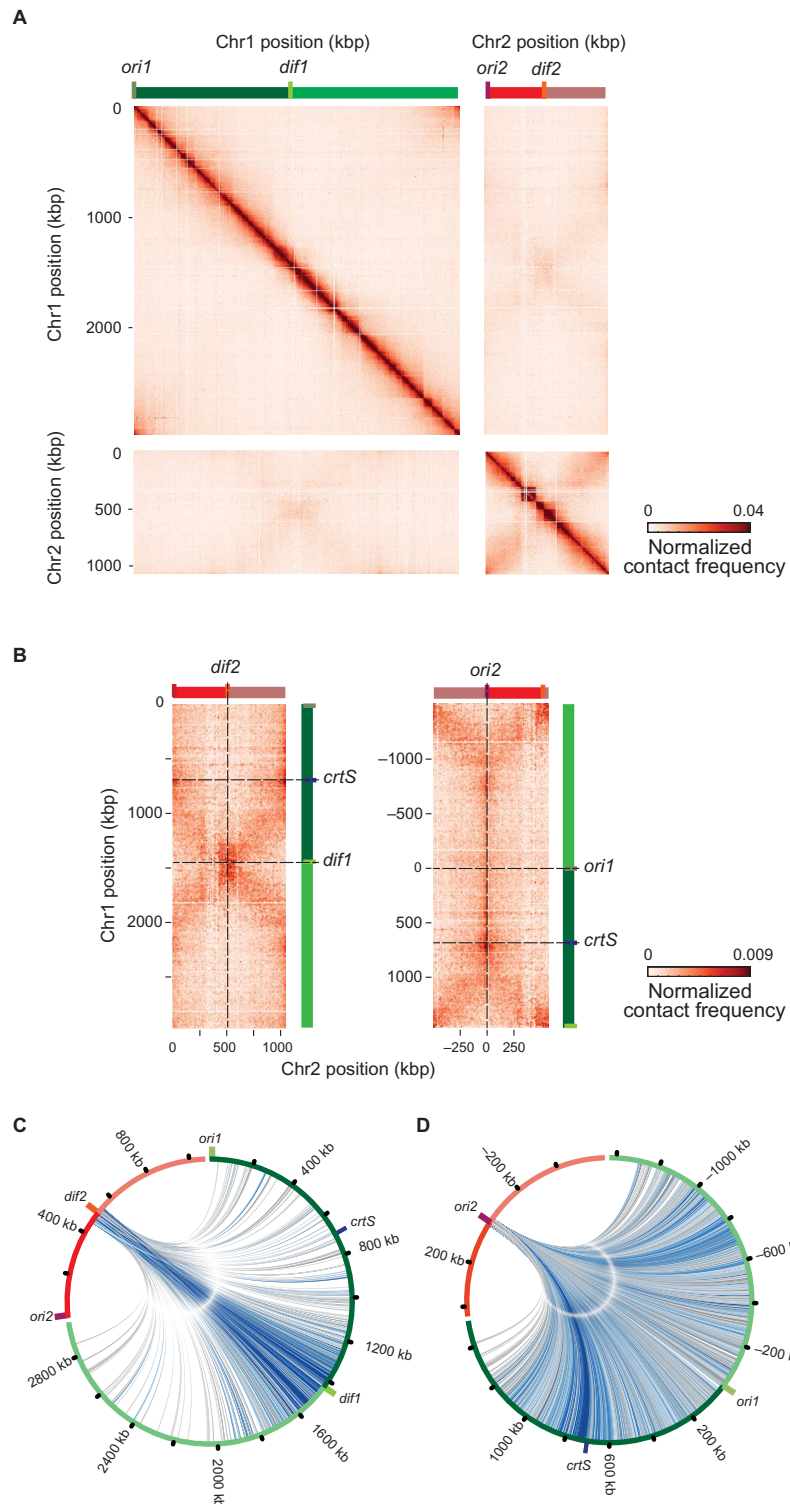 A
Chr1 position (kbp)
Chr2 position (kbp)
ori1
dif1
ori2
dif2
0
1000
2000
Chr1 position (kbp)
0
500
1000
Chr2 position (kbp)
0
0.04
Normalized
contact frequency
B
dif2
ori2
0
1000
2000
Chr1 position (kbp)
crtS
dif1
–1000
–500
0
500
1000
ori1
crtS
0
500
1000
–250
0
250
Chr2 position (kbp)
0
0.009
Normalized
contact frequency
C
ori1
800 kb
400 kb
dif2
crtS
400 kb
800 kb
ori2
1200 kb
2800 kb
dif1
1600 kb
2400 kb
2000 kb
D
–200 kb
–1000 kb
ori2
–600 k
200 kb
–200 k
ori1
1000 kb
200 kb
crtS
600 kb